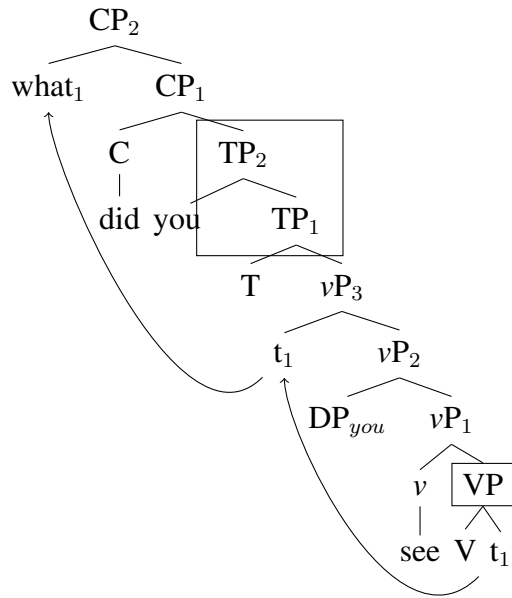 CP₂
what₁ CP₁
C TP₂
did you TP₁
T vP₃
t₁ vP₂
DPyou vP₁
v VP
see V t₁